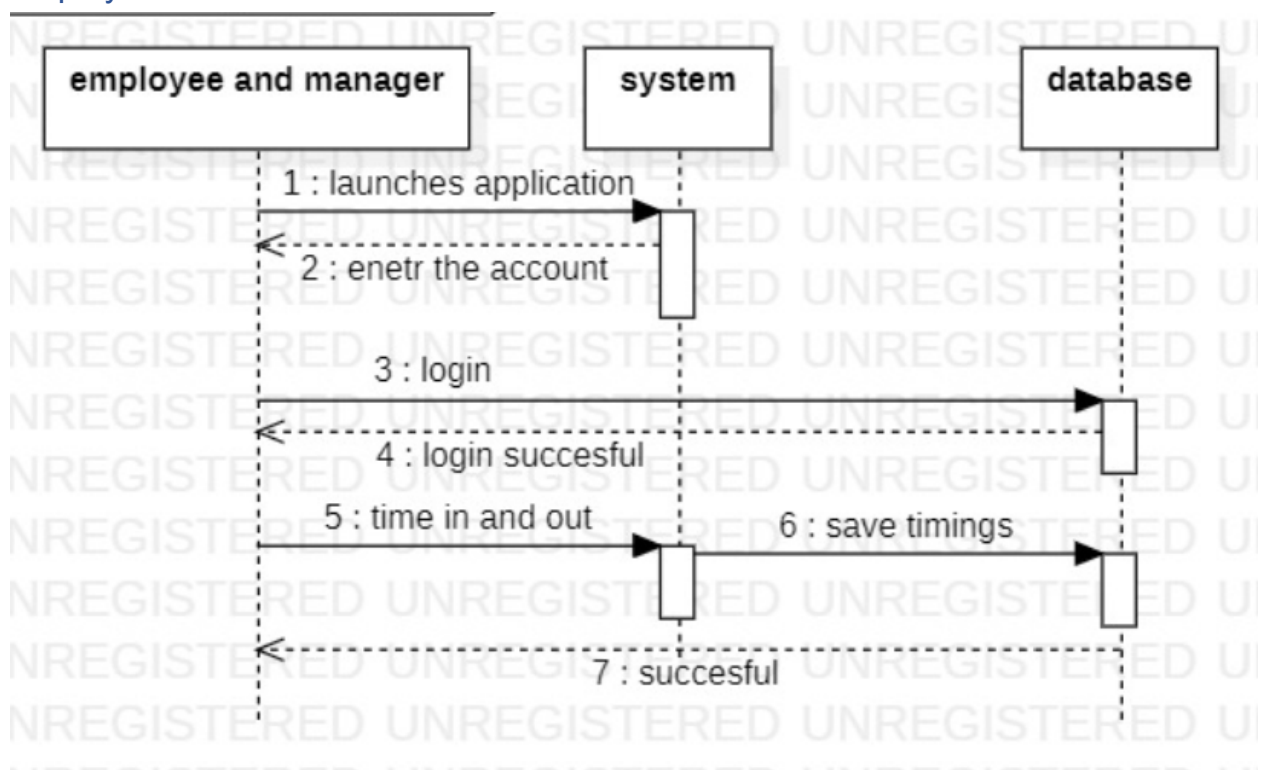 employee and manager
system
database
1 : launches application
2 : enetr the account
3 : login
4 : login succesful
5 : time in and out
6 : save timings
7 : succesful
UNREGISTERED